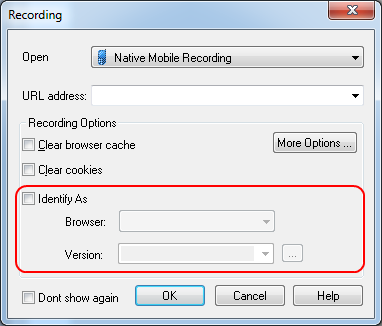 Recording
Open Native Mobile Recording
URL address:
Recording Options
Clear browser cache More Options ...
Clear cookies
Identify As
Browser:
Version: ...
Dont show again OK Cancel Help